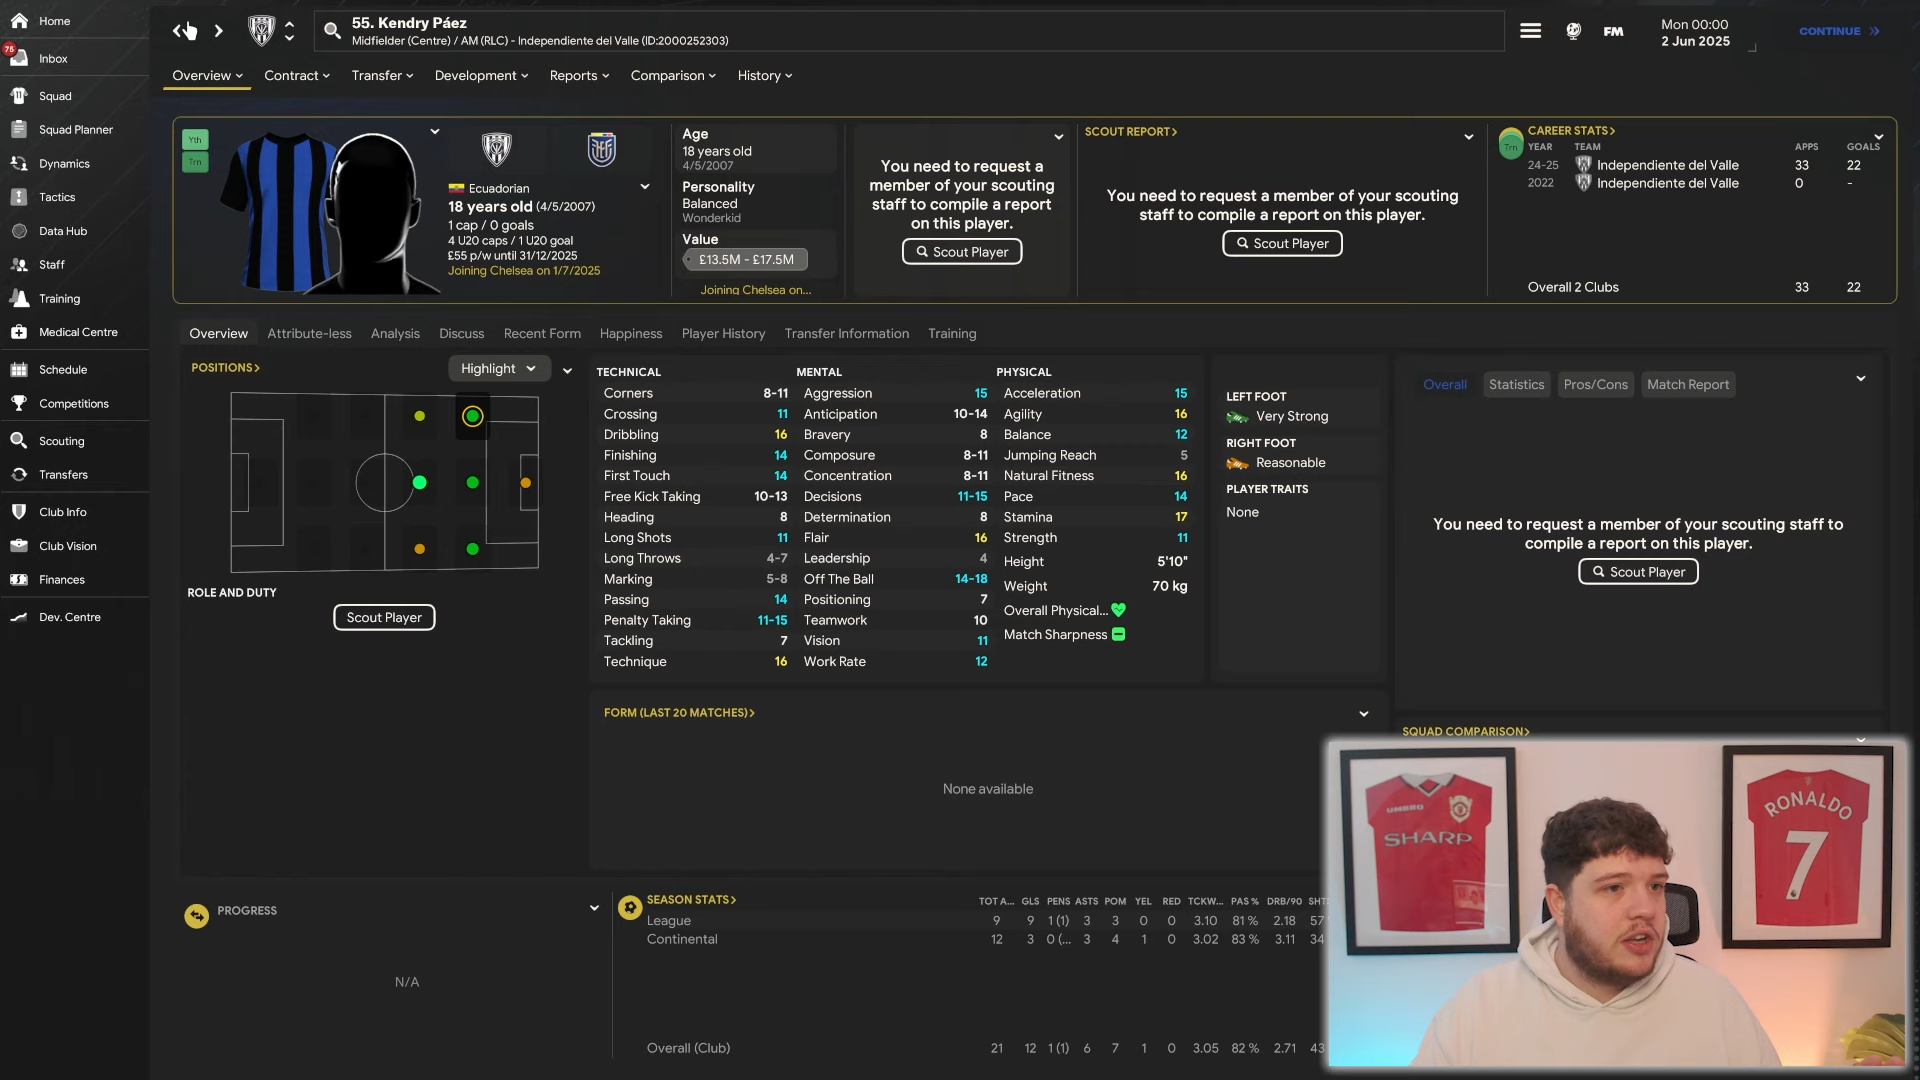 55. Kendry Páez
Midfielder (Centre) / AM (RLC) - Independiente del Valle (ID:2000252303)
FM
Mon 00:00
2 Jun 2025
CONTINUE
Home
76
Inbox
Squad
Squad Planner
Dynamics
Tactics
Data Hub
Staff
Training
Medical Centre
Schedule
Competitions
Scouting
Transfers
Club Info
Club Vision
Finances
Dev. Centre
Overview Contract Transfer Development Reports Comparison History
Yth
Trn
Ecuadorian
18 years old (4/5/2007)
1 cap / 0 goals
4 U20 caps / 1 U20 goal
£55 p/w until 31/12/2025
Joining Chelsea on 1/7/2025
Age
18 years old
4/5/2007
Personality
Balanced
Wonderkid
Value
£13.5M - £17.5M
Joining Chelsea on...
You need to request a
member of your scouting
staff to compile a report
on this player.
Scout Player
SCOUT REPORT>
You need to request a member of your scouting
staff to compile a report on this player.
Scout Player
Trn
CAREER STATS>
YEAR TEAM APPS GOALS
24-25 Independiente del Valle 33 22
2022 Independiente del Valle 0 -
Overall 2 Clubs 33 22
Overview Attribute-less Analysis Discuss Recent Form Happiness Player History Transfer Information Training
POSITIONS>
Highlight
ROLE AND DUTY
Scout Player
TECHNICAL
Corners 8-11
Crossing 11
Dribbling 16
Finishing 14
First Touch 14
Free Kick Taking 10-13
Heading 8
Long Shots 11
Long Throws 4-7
Marking 5-8
Passing 14
Penalty Taking 11-15
Tackling 7
Technique 16
MENTAL
Aggression 15
Anticipation 10-14
Bravery 8
Composure 8-11
Concentration 8-11
Decisions 11-15
Determination 8
Flair 16
Leadership 4
Off The Ball 14-18
Positioning 7
Teamwork 10
Vision 11
Work Rate 12
PHYSICAL
Acceleration 15
Agility 16
Balance 12
Jumping Reach 5
Natural Fitness 16
Pace 14
Stamina 17
Strength 11
Height 5'10"
Weight 70 kg
Overall Physical...
Match Sharpness
LEFT FOOT
Very Strong
RIGHT FOOT
Reasonable
PLAYER TRAITS
None
Overall Statistics Pros/Cons Match Report
You need to request a member of your scouting staff to
compile a report on this player.
Scout Player
SQUAD COMPARISON>
FORM (LAST 20 MATCHES)>
None available
PROGRESS
N/A
SEASON STATS> TOT A... GLS PENS ASTS POM YEL RED TCKW... PAS % DRB/90 SHT
League 9 9 1 (1) 3 3 0 0 3.10 81 % 2.18 57
Continental 12 3 0 (... 3 4 1 0 3.02 83 % 3.11 34
Overall (Club) 21 12 1 (1) 6 7 1 0 3.05 82 % 2.71 43
UMBRO
SHARP
RONALDO
7